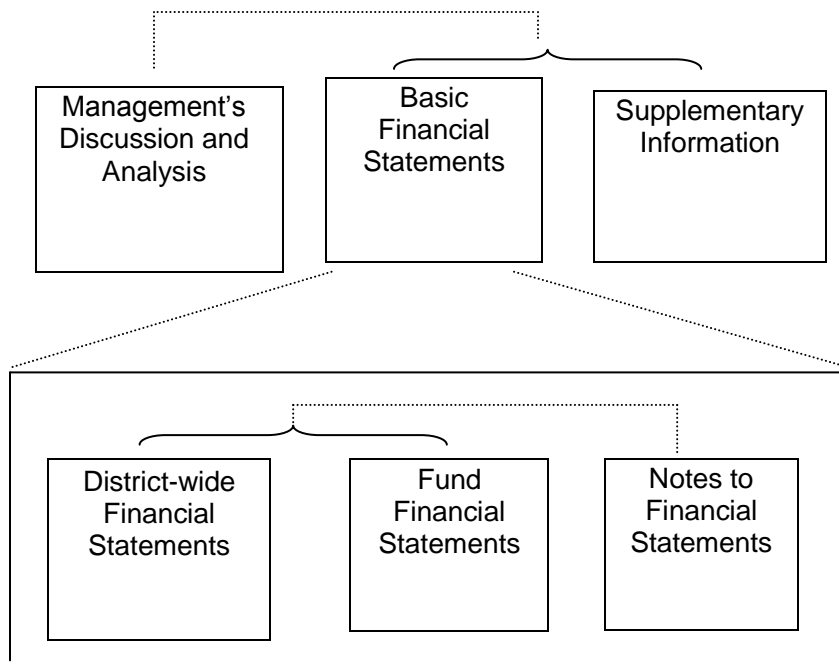 Management's
Discussion and
Analysis
Basic
Financial
Statements
Supplementary
Information
District-wide
Financial
Statements
Fund
Financial
Statements
Notes to
Financial
Statements